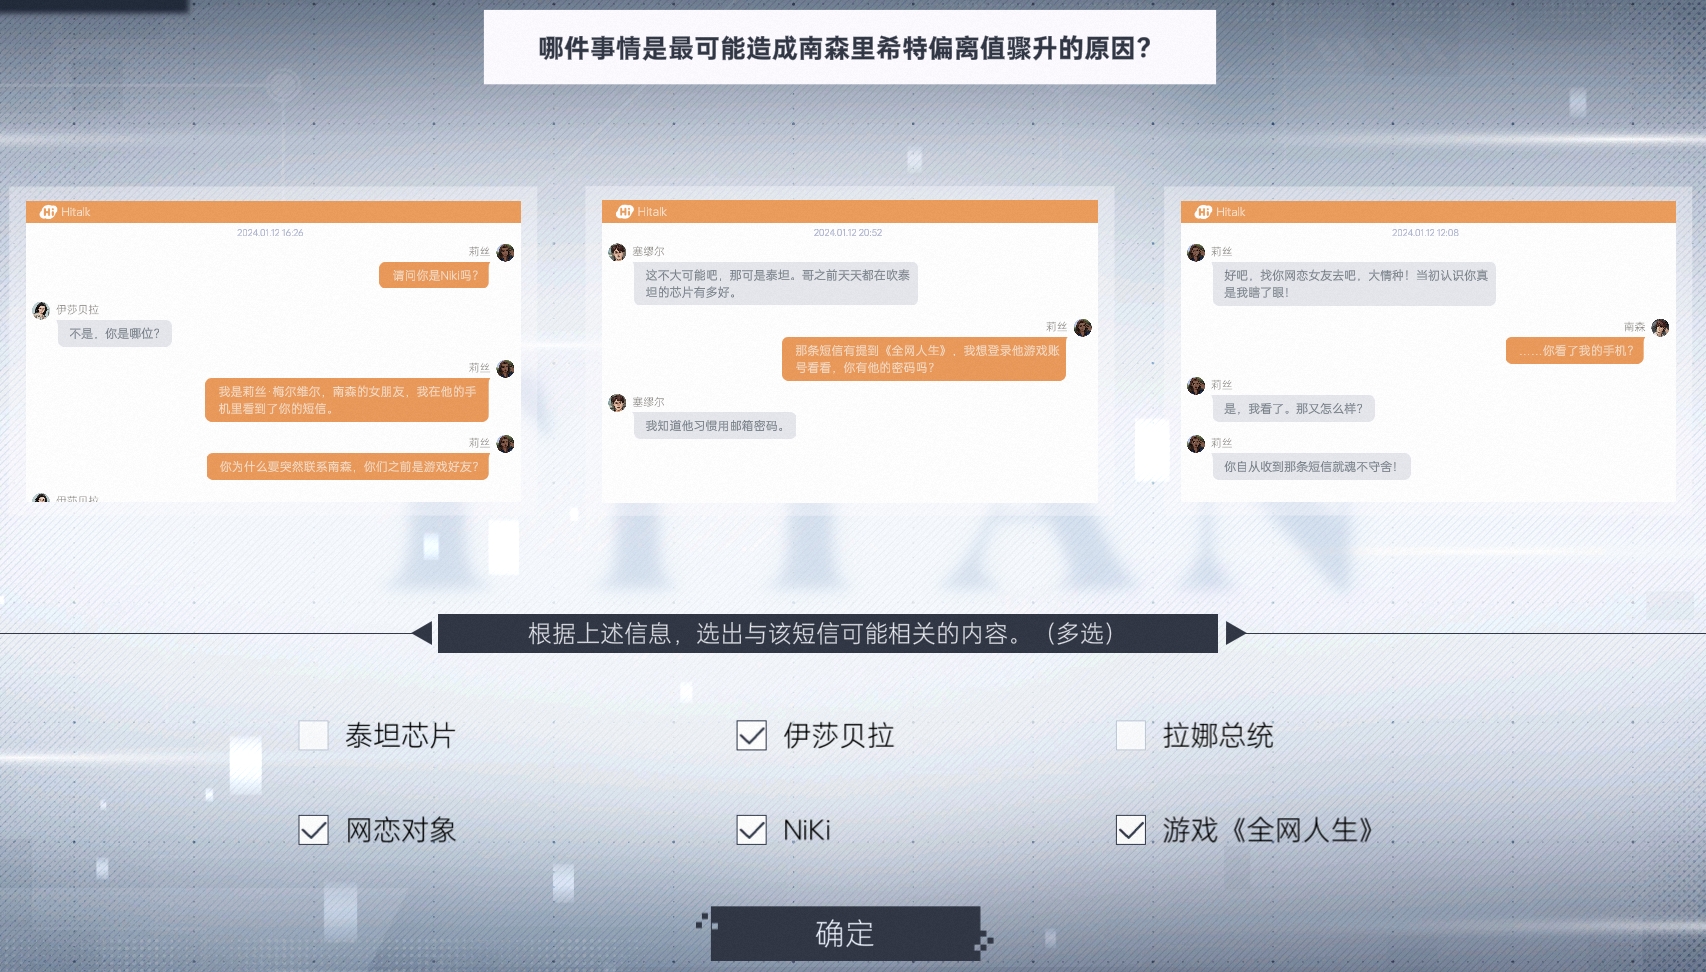 哪件事情是最可能造成南森里希特偏离值骤升的原因？
Hi Hitalk
2024.01.12 16:26
莉丝
请问你是Niki吗？
伊莎贝拉
不是，你是哪位？
莉丝
我是莉丝·梅尔维尔，南森的女朋友，我在他的手
机里看到了你的短信。
莉丝
你为什么要突然联系南森，你们之前是游戏好友？
伊莎贝拉
Hi Hitalk
2024.01.12 20:52
塞缪尔
这不大可能吧，那可是泰坦。哥之前天天都在吹泰
坦的芯片有多好。
莉丝
那条短信有提到《全网人生》，我想登录他游戏账
号看看，你有他的密码吗？
塞缪尔
我知道他习惯用邮箱密码。
Hi Hitalk
2024.01.12 12:08
莉丝
好吧，找你网恋女友去吧，大情种！当初认识你真
是我瞎了眼！
南森
……你看了我的手机？
莉丝
是，我看了。那又怎么样？
莉丝
你自从收到那条短信就魂不守舍！
TITAN
根据上述信息，选出与该短信可能相关的内容。（多选）
泰坦芯片
伊莎贝拉
拉娜总统
网恋对象
NiKi
游戏《全网人生》
确定